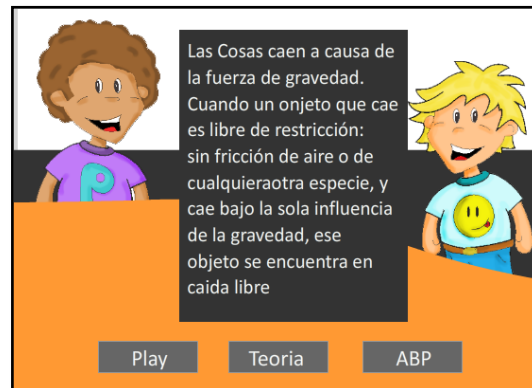 Las Cosas caen a causa de
la fuerza de gravedad.
Cuando un onjeto que cae
es libre de restricción:
sin fricción de aire o de
cualquieraotra especie, y
cae bajo la sola influencia
de la gravedad, ese
objeto se encuentra en
caida libre
P
Play
Teoria
ABP